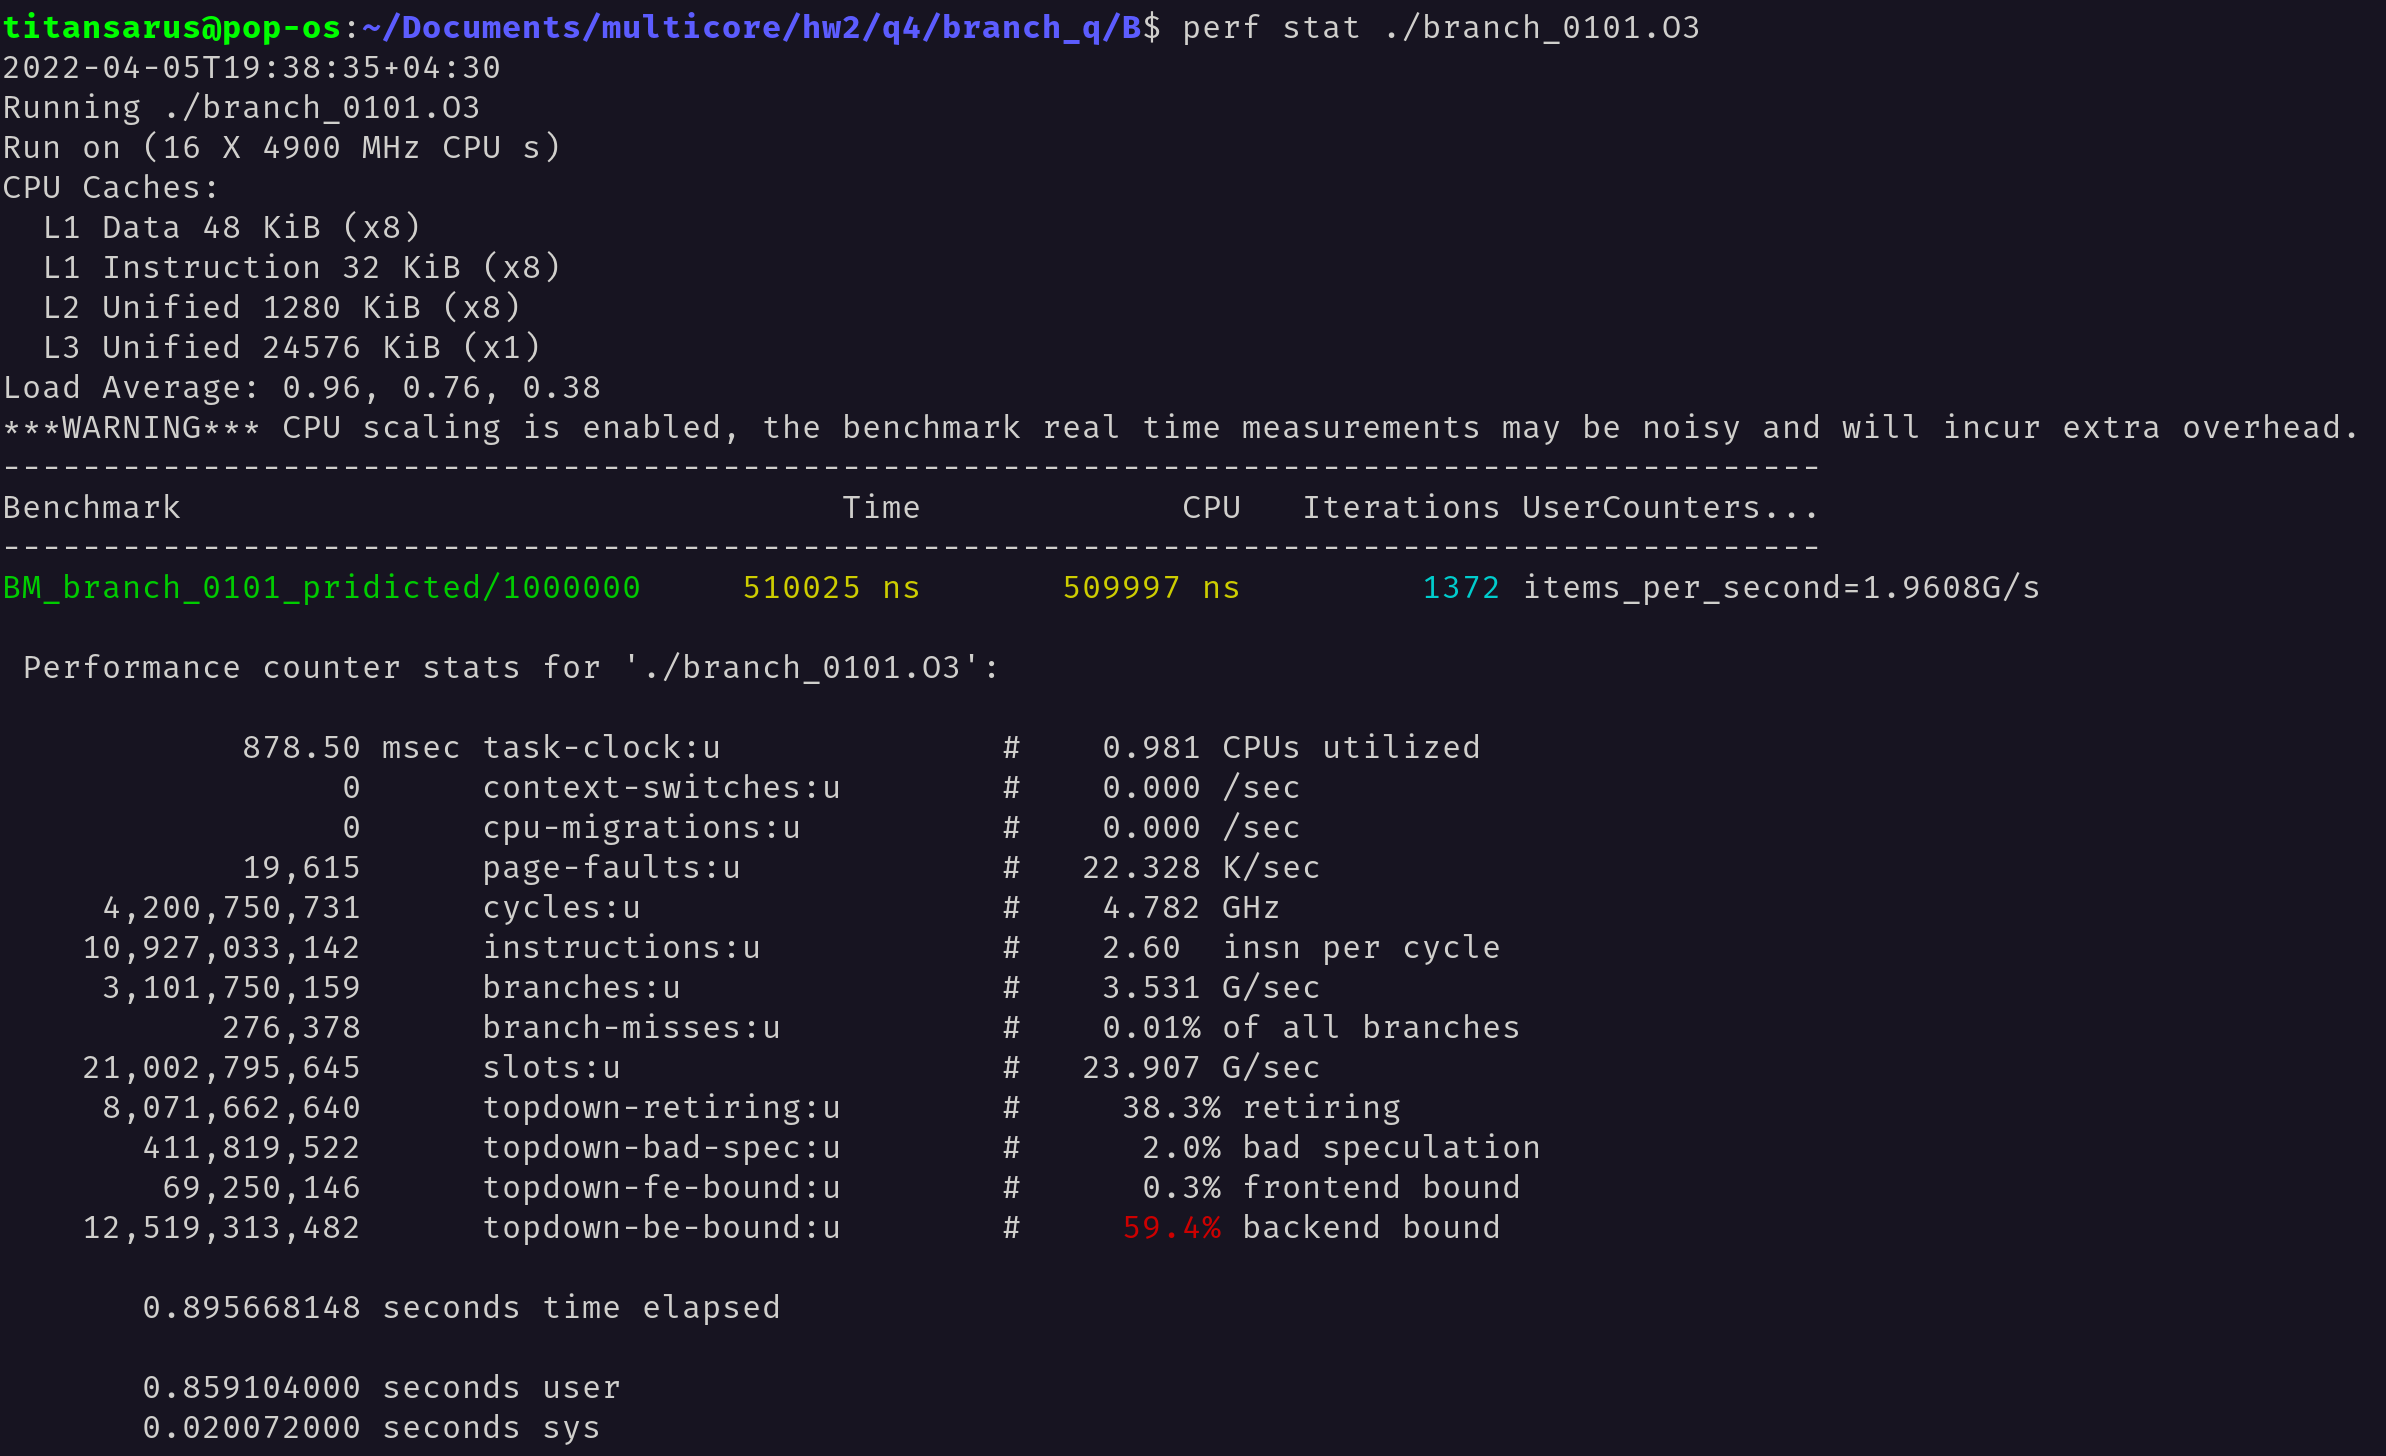 titansarus@pop-os:~/Documents/multicore/hw2/q4/branch_q/B$ perf stat ./branch_0101.O3
2022-04-05T19:38:35+04:30
Running ./branch_0101.O3
Run on (16 X 4900 MHz CPU s)
CPU Caches:
  L1 Data 48 KiB (x8)
  L1 Instruction 32 KiB (x8)
  L2 Unified 1280 KiB (x8)
  L3 Unified 24576 KiB (x1)
Load Average: 0.96, 0.76, 0.38
***WARNING*** CPU scaling is enabled, the benchmark real time measurements may be noisy and will incur extra overhead.
-------------------------------------------------------------------------------------------
Benchmark                                 Time             CPU   Iterations UserCounters...
-------------------------------------------------------------------------------------------
BM_branch_0101_pridicted/1000000     510025 ns       509997 ns         1372 items_per_second=1.9608G/s

 Performance counter stats for './branch_0101.O3':

            878.50 msec task-clock:u              #    0.981 CPUs utilized
                 0      context-switches:u        #    0.000 /sec
                 0      cpu-migrations:u          #    0.000 /sec
            19,615      page-faults:u             #   22.328 K/sec
     4,200,750,731      cycles:u                  #    4.782 GHz
    10,927,033,142      instructions:u            #    2.60  insn per cycle
     3,101,750,159      branches:u                #    3.531 G/sec
           276,378      branch-misses:u           #    0.01% of all branches
    21,002,795,645      slots:u                   #   23.907 G/sec
     8,071,662,640      topdown-retiring:u        #     38.3% retiring
       411,819,522      topdown-bad-spec:u        #      2.0% bad speculation
        69,250,146      topdown-fe-bound:u        #      0.3% frontend bound
    12,519,313,482      topdown-be-bound:u        #     59.4% backend bound

       0.895668148 seconds time elapsed

       0.859104000 seconds user
       0.020072000 seconds sys